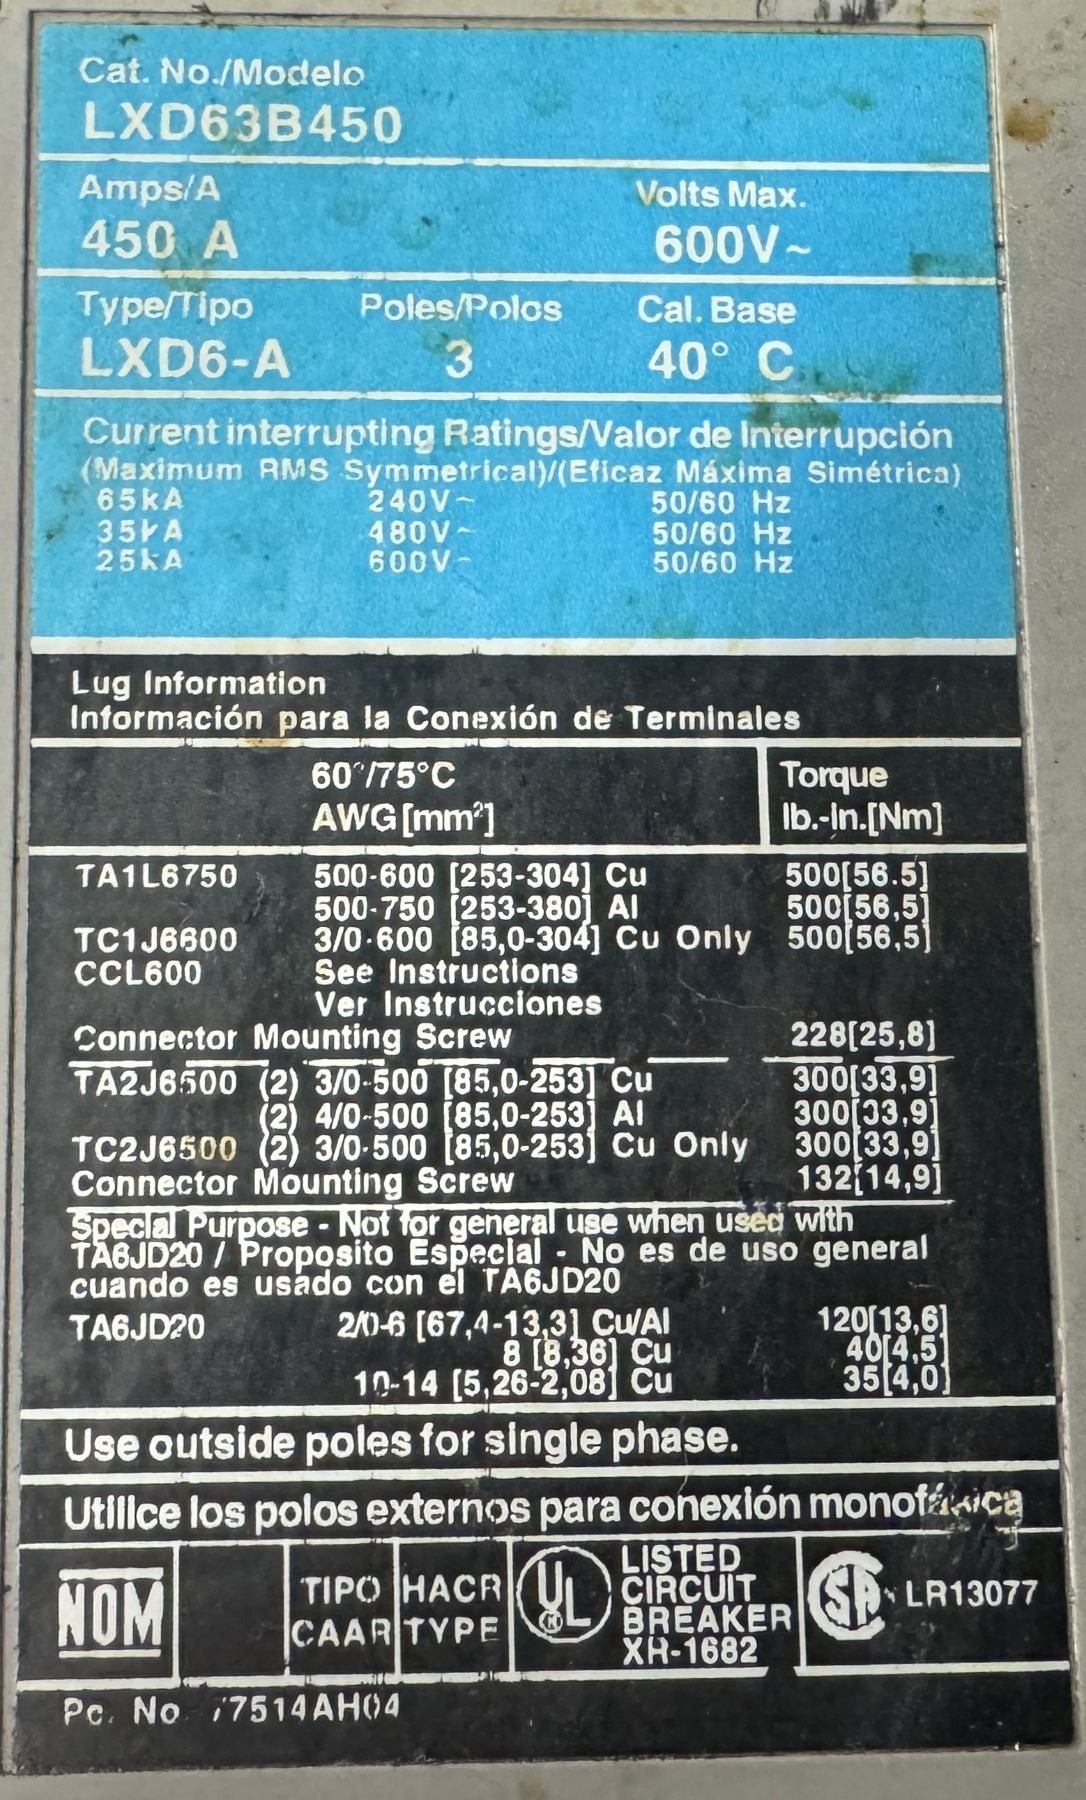 Cat. No./Modelo
LXD63B450
Amps/A Volts Max.
450 A 600V~
Type/Tipo Poles/Polos Cal. Base
LXD6-A 3 40° C
Current interrupting Ratings/Valor de Interrupción
(Maximum RMS Symmetrical)/(Eficaz Máxima Simétrica)
65kA 240V~ 50/60 Hz
35kA 480V~ 50/60 Hz
25kA 600V~ 50/60 Hz
Lug Information
Información para la Conexión de Terminales
60°/75°C Torque
AWG[mm²] lb.-in.[Nm]
TA1L6750 500-600 [253-304] Cu 500[56.5]
500-750 [253-380] Al 500[56,5]
TC1J6600 3/0-600 [85,0-304] Cu Only 500[56,5]
CCL600 See Instructions
Ver Instrucciones
Connector Mounting Screw 228[25,8]
TA2J6500 (2) 3/0-500 [85,0-253] Cu 300[33,9]
(2) 4/0-500 [85,0-253] Al 300[33,9]
TC2J6500 (2) 3/0-500 [85,0-253] Cu Only 300[33,9]
Connector Mounting Screw 132[14,9]
Special Purpose - Not for general use when used with
TA6JD20 / Proposito Especial - No es de uso general
cuando es usado con el TA6JD20
TA6JD20 2/0-6 [67,4-13,3] Cu/Al 120[13,6]
8 [8,36] Cu 40[4,5]
10-14 [5,26-2,08] Cu 35[4,0]
Use outside poles for single phase.
Utilice los polos externos para conexión monofásica
NOM TIPO CAAR HACR TYPE UL LISTED
CIRCUIT
BREAKER
XH-1682
SA LR13077
Pc. No 77514AH04